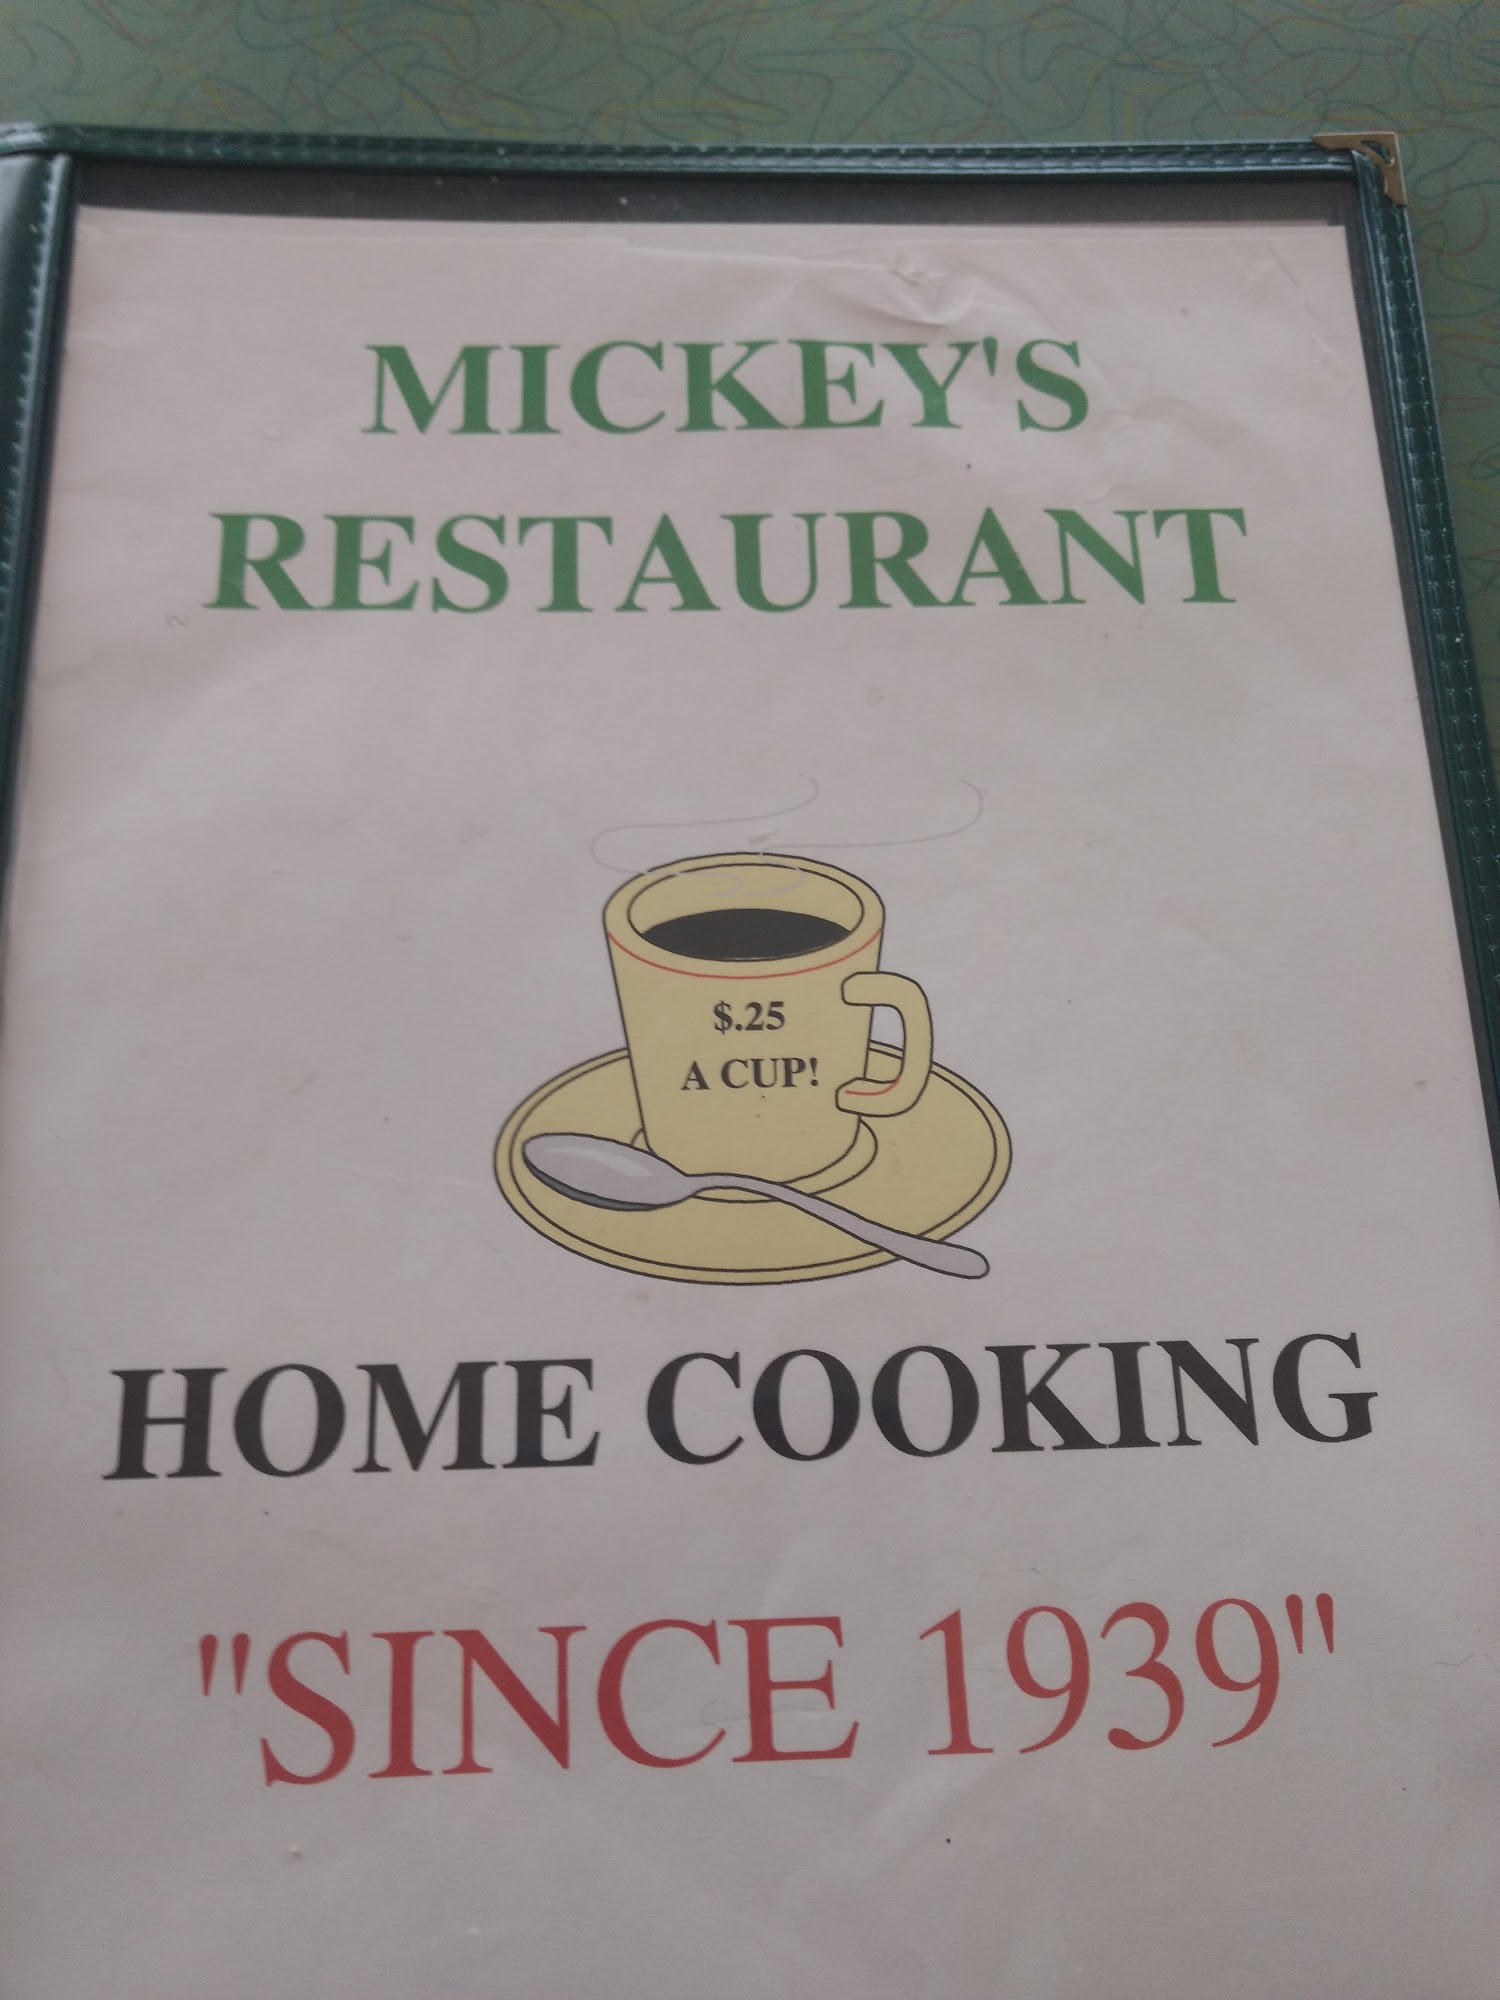 MICKEY'S
RESTAURANT
$.25
A CUP!
HOME COOKING
"SINCE 1939"